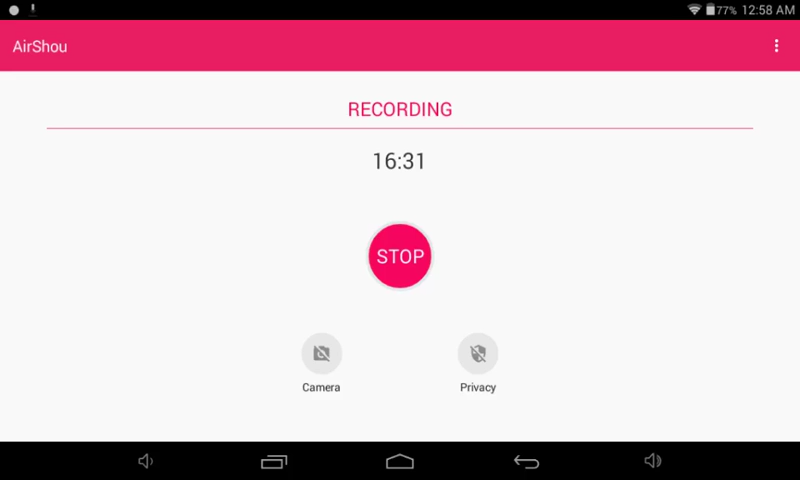 77% 12:58 AM
AirShou
RECORDING
16:31
STOP
Camera Privacy